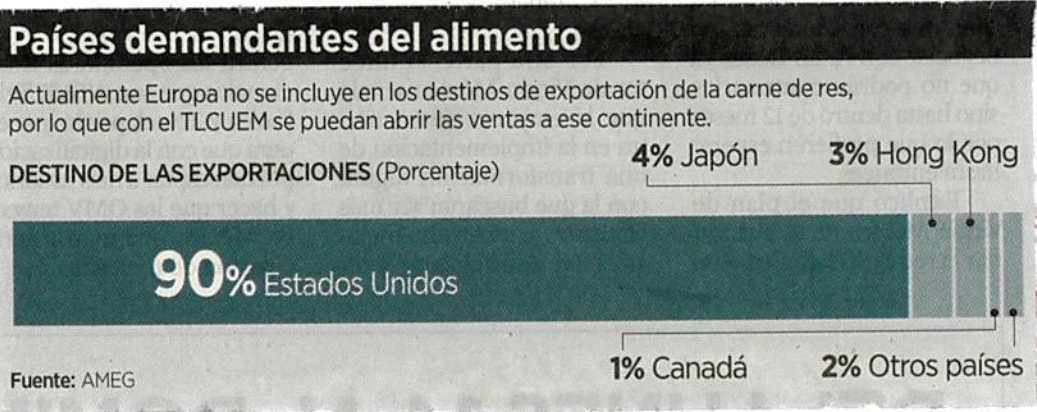 Países demandantes del alimento
Actualmente Europa no se incluye en los destinos de exportación de la carne de res,
por lo que con el TLCUEM se puedan abrir las ventas a ese continente.
DESTINO DE LAS EXPORTACIONES (Porcentaje)
4% Japón
3% Hong Kong
90% Estados Unidos
1% Canadá
2% Otros países
Fuente: AMEG